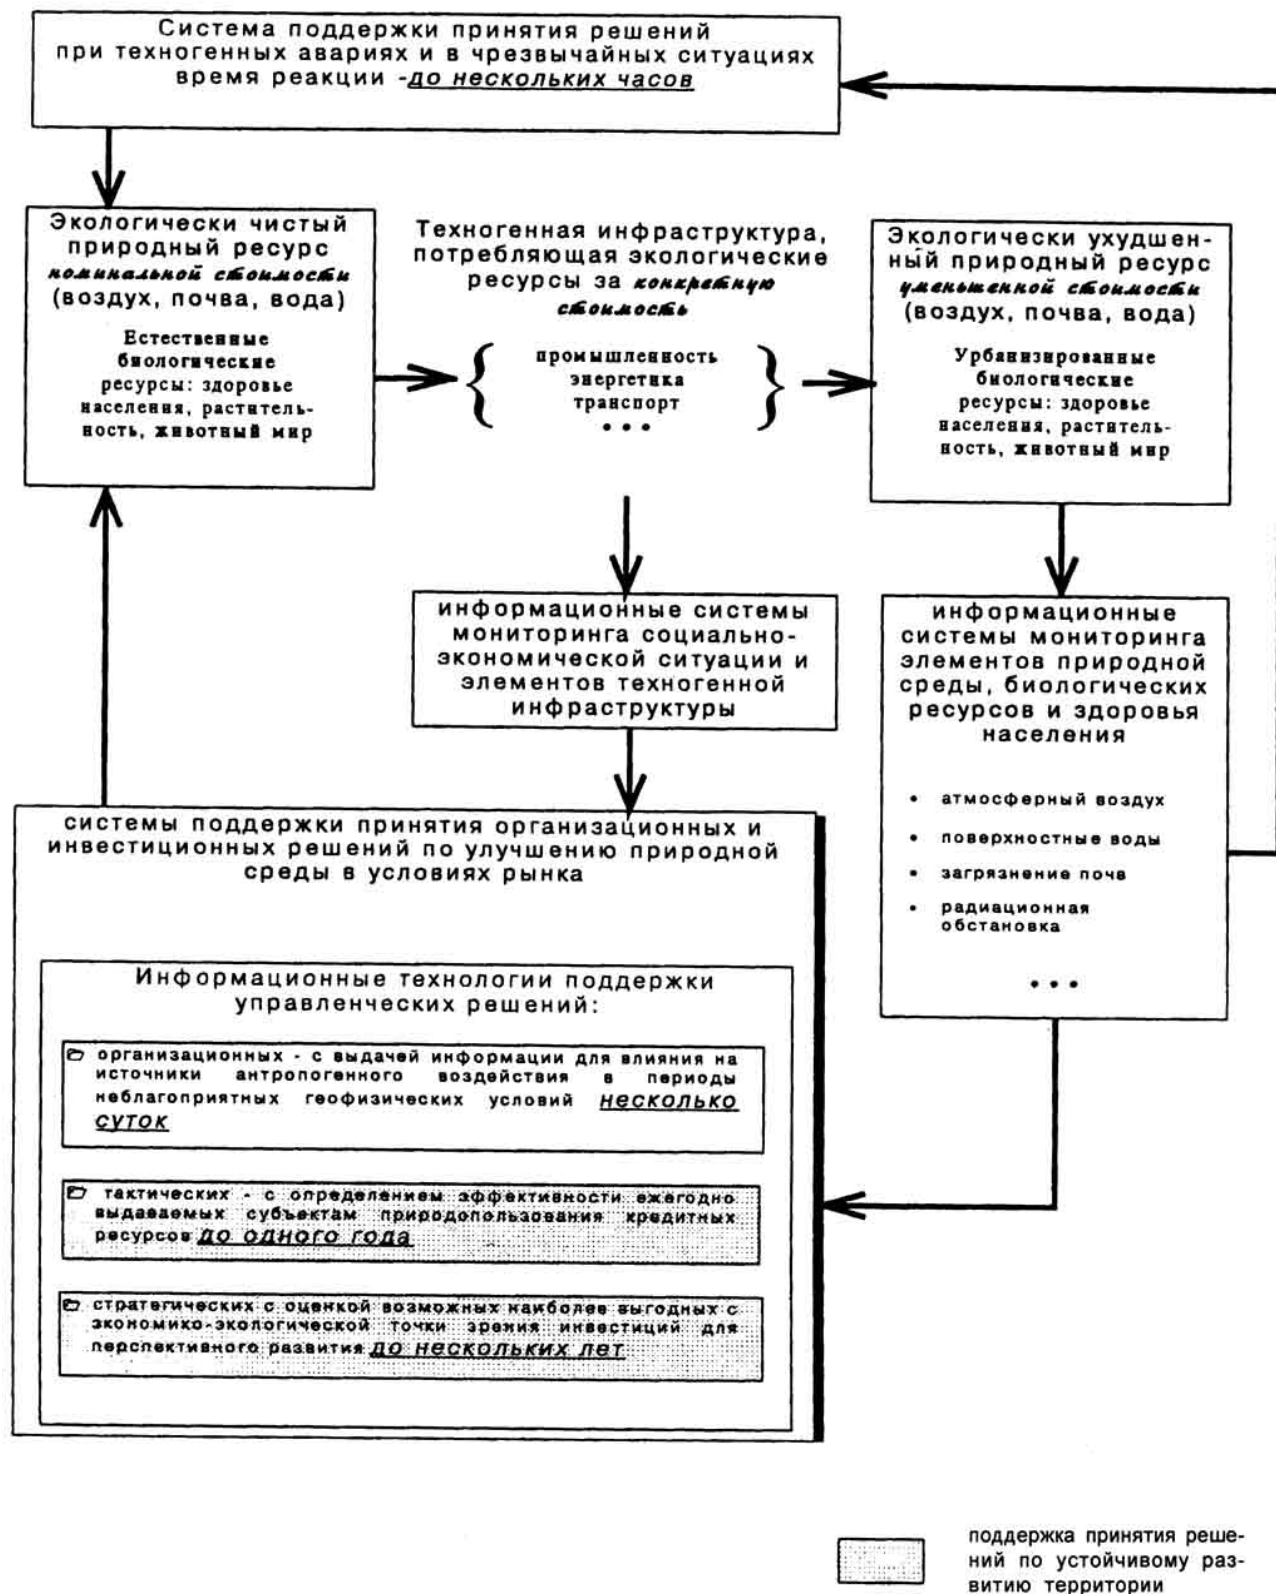 Система поддержки принятия решений
при техногенных авариях и в чрезвычайных ситуациях
время реакции -до нескольких часов
Экологически чистый
природный ресурс
номинальной стоимости
(воздух, почва, вода)
Естественные
биологические
ресурсы: здоровье
населения, раститель-
ность, животный мир
Техногенная инфраструктура,
потребляющая экологические
ресурсы за конкретную
стоимость
{ промышленность }
энергетика
транспорт
• • •
Экологически ухудшен-
ный природный ресурс
уменьшенной стоимости
(воздух, почва, вода)
Урбанизированные
биологические
ресурсы: здоровье
населения, раститель-
ность, животный мир
информационные системы
мониторинга социально-
экономической ситуации и
элементов техногенной
инфраструктуры
информационные
системы мониторинга
элементов природной
среды, биологических
ресурсов и здоровья
населения
• атмосферный воздух
• поверхностные воды
• загрязнение почв
• радиационная
обстановка
• • •
системы поддержки принятия организационных и
инвестиционных решений по улучшению природной
среды в условиях рынка
Информационные технологии поддержки
управленческих решений:
организационных - с выдачей информации для влияния на
источники антропогенного воздействия в периоды
неблагоприятных геофизических условий несколько
суток
тактических - с определением эффективности ежегодно
выдаваемых субъектам природопользования кредитных
ресурсов до одного года
стратегических с оценкой возможных наиболее выгодных с
экономико-экологической точки зрения инвестиций для
перспективного развития до нескольких лет
поддержка принятия реше-
ний по устойчивому раз-
витию территории